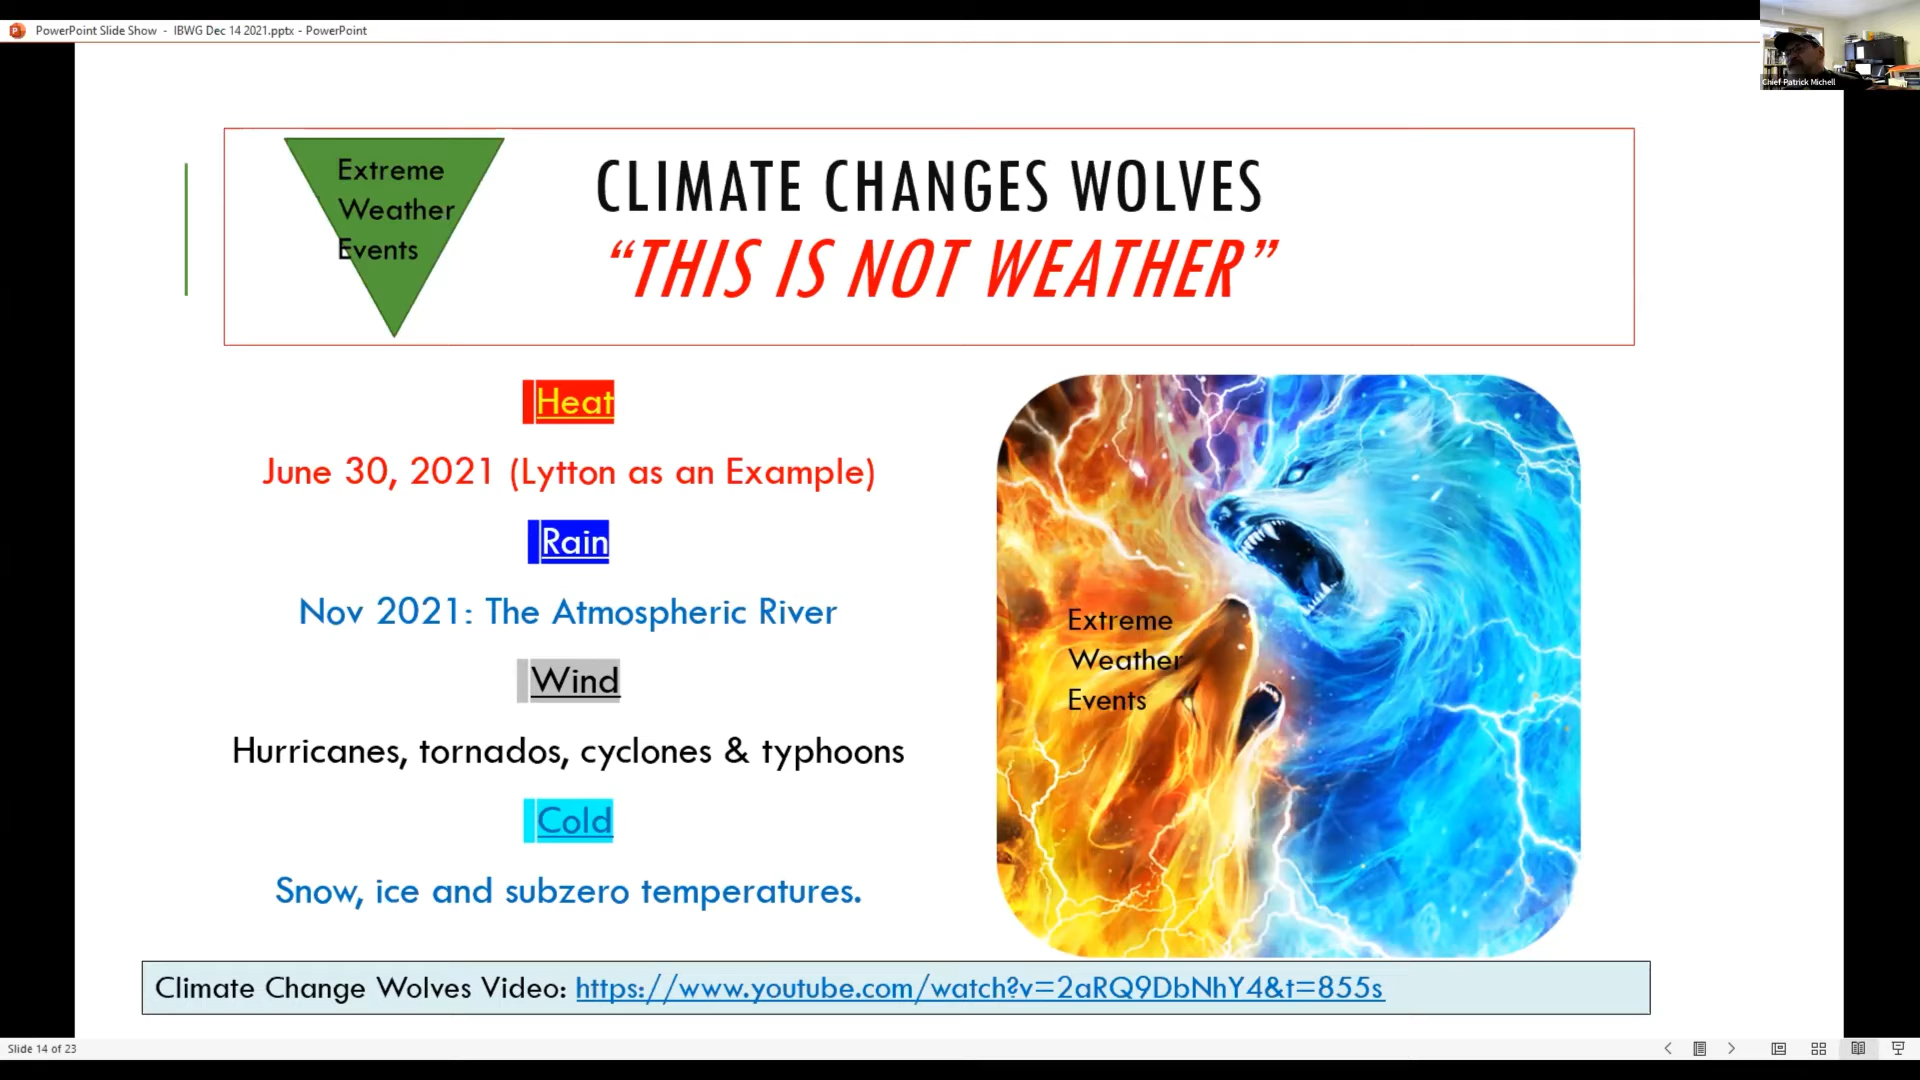 PowerPoint Slide Show - IBWG Dec 14 2021.pptx - PowerPoint
Chief Patrick Michell
Extreme
Weather
Events
CLIMATE CHANGES WOLVES
“THIS IS NOT WEATHER”
Heat
June 30, 2021 (Lytton as an Example)
Rain
Nov 2021: The Atmospheric River
Wind
Hurricanes, tornados, cyclones & typhoons
Cold
Snow, ice and subzero temperatures.
Extreme
Weather
Events
Climate Change Wolves Video: https://www.youtube.com/watch?v=2aRQ9DbNhY4&t=855s
Slide 14 of 23